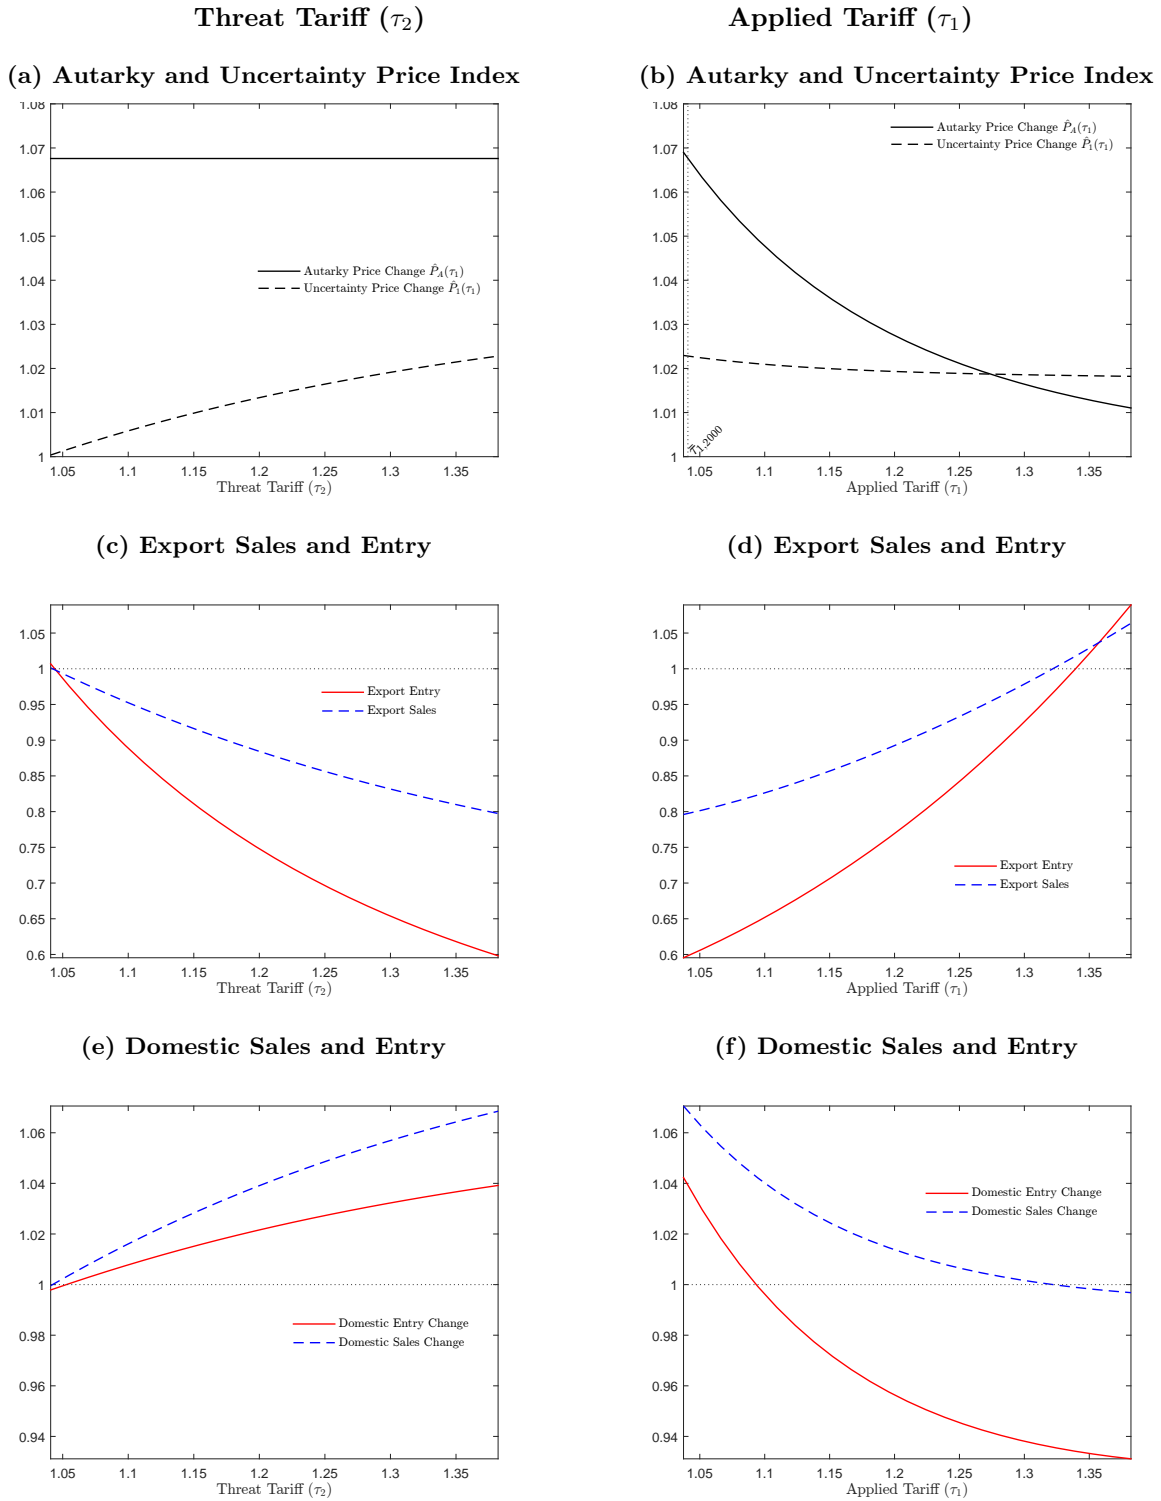 Threat Tariff (τ₂)
Applied Tariff (τ₁)
(a) Autarky and Uncertainty Price Index
(b) Autarky and Uncertainty Price Index
1.08
1.07
1.06
1.05
1.04
1.03
1.02
1.01
1
Autarky Price Change P̂_A(τ₁)
Uncertainty Price Change P̂₁(τ₁)
1.05 1.1 1.15 1.2 1.25 1.3 1.35
Threat Tariff (τ₂)
1.08
1.07
1.06
1.05
1.04
1.03
1.02
1.01
1
Autarky Price Change P̂_A(τ₁)
Uncertainty Price Change P̂₁(τ₁)
τ̄₁,₂₀₀₀
1.05 1.1 1.15 1.2 1.25 1.3 1.35
Applied Tariff (τ₁)
(c) Export Sales and Entry
(d) Export Sales and Entry
1.05
1
0.95
0.9
0.85
0.8
0.75
0.7
0.65
0.6
Export Entry
Export Sales
1.05 1.1 1.15 1.2 1.25 1.3 1.35
Threat Tariff (τ₂)
1.05
1
0.95
0.9
0.85
0.8
0.75
0.7
0.65
0.6
Export Entry
Export Sales
1.05 1.1 1.15 1.2 1.25 1.3 1.35
Applied Tariff (τ₁)
(e) Domestic Sales and Entry
(f) Domestic Sales and Entry
1.06
1.04
1.02
1
0.98
0.96
0.94
Domestic Entry Change
Domestic Sales Change
1.05 1.1 1.15 1.2 1.25 1.3 1.35
Threat Tariff (τ₂)
1.06
1.04
1.02
1
0.98
0.96
0.94
Domestic Entry Change
Domestic Sales Change
1.05 1.1 1.15 1.2 1.25 1.3 1.35
Applied Tariff (τ₁)